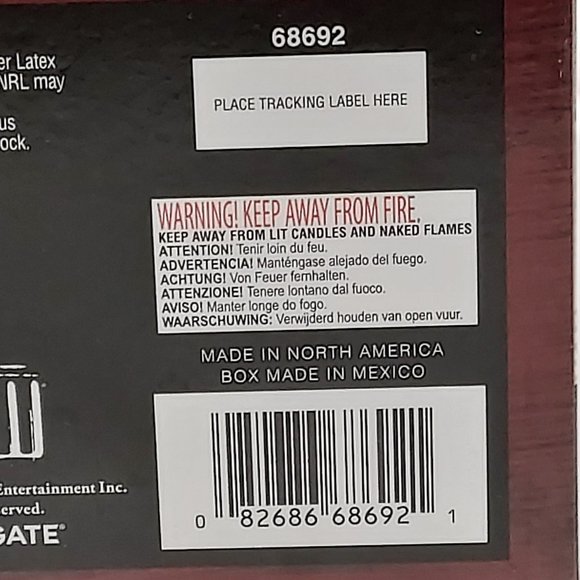 68692
er Latex
NRL may
PLACE TRACKING LABEL HERE
us
ock.
WARNING! KEEP AWAY FROM FIRE.
KEEP AWAY FROM LIT CANDLES AND NAKED FLAMES
ATTENTION! Tenir loin du feu.
ADVERTENCIA! Manténgase alejado del fuego.
ACHTUNG! Von Feuer fernhalten.
ATTENZIONE! Tenere lontano dal fuoco.
AVISO! Manter longe do fogo.
WAARSCHUWING: Verwijderd houden van open vuur.
MADE IN NORTH AMERICA
BOX MADE IN MEXICO
Entertainment Inc.
erved.
GATE®
0 82686 68692 1